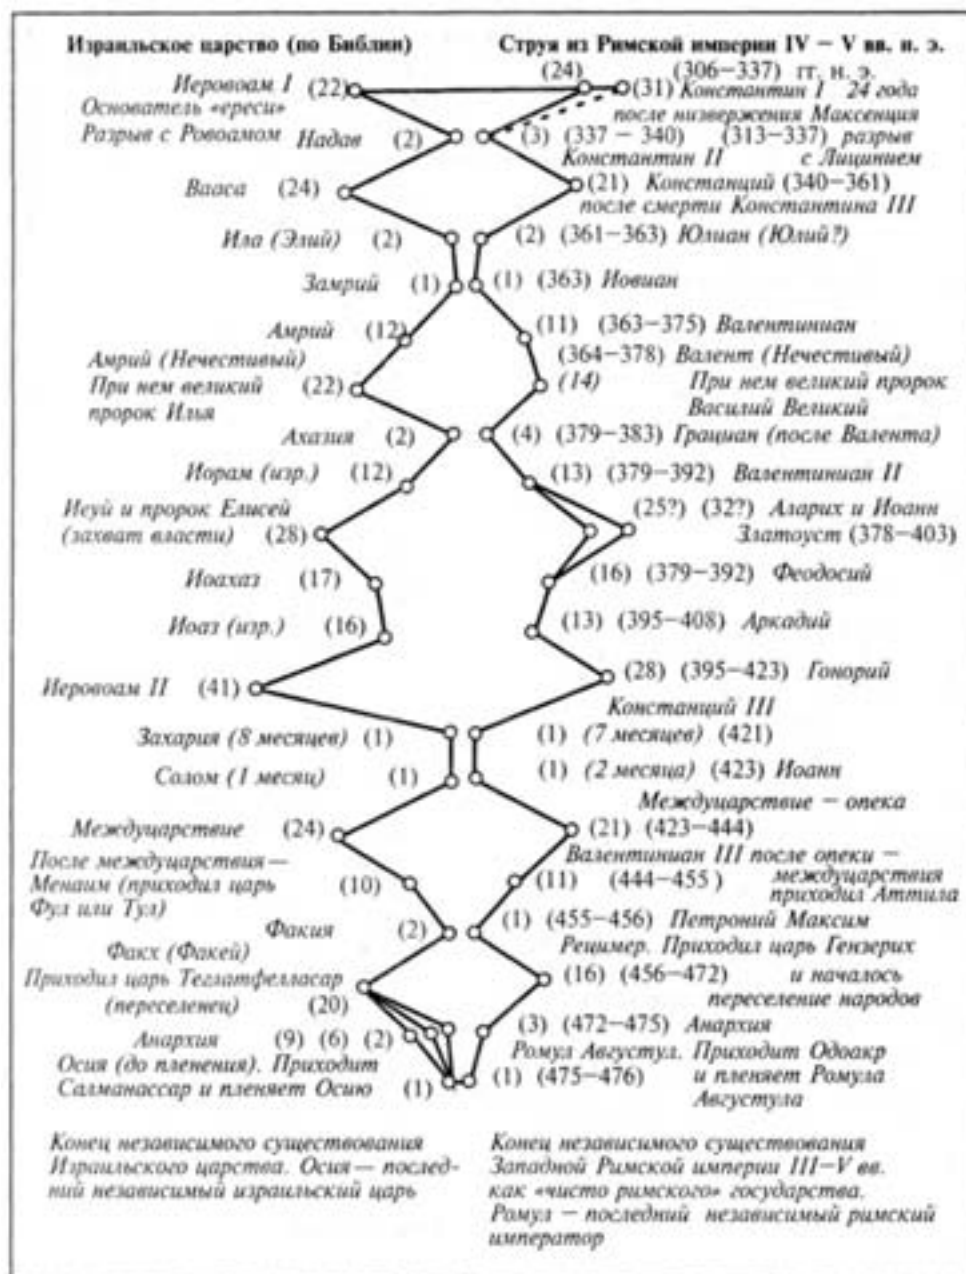 Израильское царство (по Библии)
Струя из Римской империи IV – V вв. н. э.
Иеровоам I (22)
Основатель «ереси»
Разрыв с Ровоамом
(24) (306–337) гг. н. э.
(31) Константин I 24 года
после низвержения Максенция
Надав (2)
(3) (337 – 340) (313–337) разрыв
Константин II с Лицинием
Вааса (24)
(21) Констанций (340–361)
после смерти Константина III
Ила (Элий) (2)
(2) (361–363) Юлиан (Юлий?)
Замрий (1)
(1) (363) Иовиан
Амрий (12)
(11) (363–375) Валентиниан
Амрий (Нечестивый)
При нем великий (22)
пророк Илья
(364–378) Валент (Нечестивый)
(14) При нем великий пророк
Василий Великий
Ахазия (2)
(4) (379–383) Грациан (после Валента)
Иорам (изр.) (12)
(13) (379–392) Валентиниан II
Иеуй и пророк Елисей
(захват власти) (28)
(25?) (32?) Аларих и Иоанн
Златоуст (378–403)
Иоахаз (17)
(16) (379–392) Феодосий
Иоаз (изр.) (16)
(13) (395–408) Аркадий
Иеровоам II (41)
(28) (395–423) Гонорий
Захария (8 месяцев) (1)
Констанций III
(1) (7 месяцев) (421)
Солом (1 месяц) (1)
(1) (2 месяца) (423) Иоанн
Междуцарствие (24)
Междуцарствие – опека
(21) (423–444)
После междуцарствия—
Менаим (приходил царь (10)
Фул или Тул)
Валентиниан III после опеки –
(11) (444–455) междуцарствия
приходил Аттила
Факия (2)
(1) (455–456) Петроний Максим
Факх (Факей)
Приходил царь Теглатфелласар
(переселенец) (20)
Рецимер. Приходил царь Гензерих
(16) (456–472) и началось
переселение народов
Анархия (9) (6) (2)
(3) (472–475) Анархия
Осия (до пленения). Приходит
Салманассар и пленяет Осию (1)
Ромул Августул. Приходит Одоакр
(1) (475–476) и пленяет Ромула
Августула
Конец независимого существования
Израильского царства. Осия— послед-
ний независимый израильский царь
Конец независимого существования
Западной Римской империи III–V вв.
как «чисто римского» государства.
Ромул – последний независимый римский
император